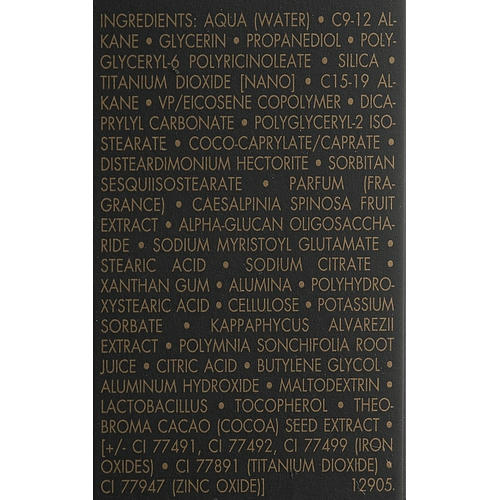 INGREDIENTS: AQUA (WATER) • C9-12 AL-
KANE • GLYCERIN • PROPANEDIOL • POLY-
GLYCERYL-6 POLYRICINOLEATE • SILICA •
TITANIUM DIOXIDE [NANO] • C15-19 AL-
KANE • VP/EICOSENE COPOLYMER • DICA-
PRYLYL CARBONATE • POLYGLYCERYL-2 ISO-
STEARATE • COCO-CAPRYLATE/CAPRATE •
DISTEARDIMONIUM HECTORITE • SORBITAN
SESQUIISOSTEARATE • PARFUM (FRA-
GRANCE) • CAESALPINIA SPINOSA FRUIT
EXTRACT • ALPHA-GLUCAN OLIGOSACCHA-
RIDE • SODIUM MYRISTOYL GLUTAMATE •
STEARIC ACID • SODIUM CITRATE •
XANTHAN GUM • ALUMINA • POLYHYDRO-
XYSTEARIC ACID • CELLULOSE • POTASSIUM
SORBATE • KAPPAPHYCUS ALVAREZII
EXTRACT • POLYMNIA SONCHIFOLIA ROOT
JUICE • CITRIC ACID • BUTYLENE GLYCOL •
ALUMINUM HYDROXIDE • MALTODEXTRIN •
LACTOBACILLUS • TOCOPHEROL • THEO-
BROMA CACAO (COCOA) SEED EXTRACT •
[+/- CI 77491, CI 77492, CI 77499 (IRON
OXIDES) • CI 77891 (TITANIUM DIOXIDE) •
CI 77947 (ZINC OXIDE)] 12905.